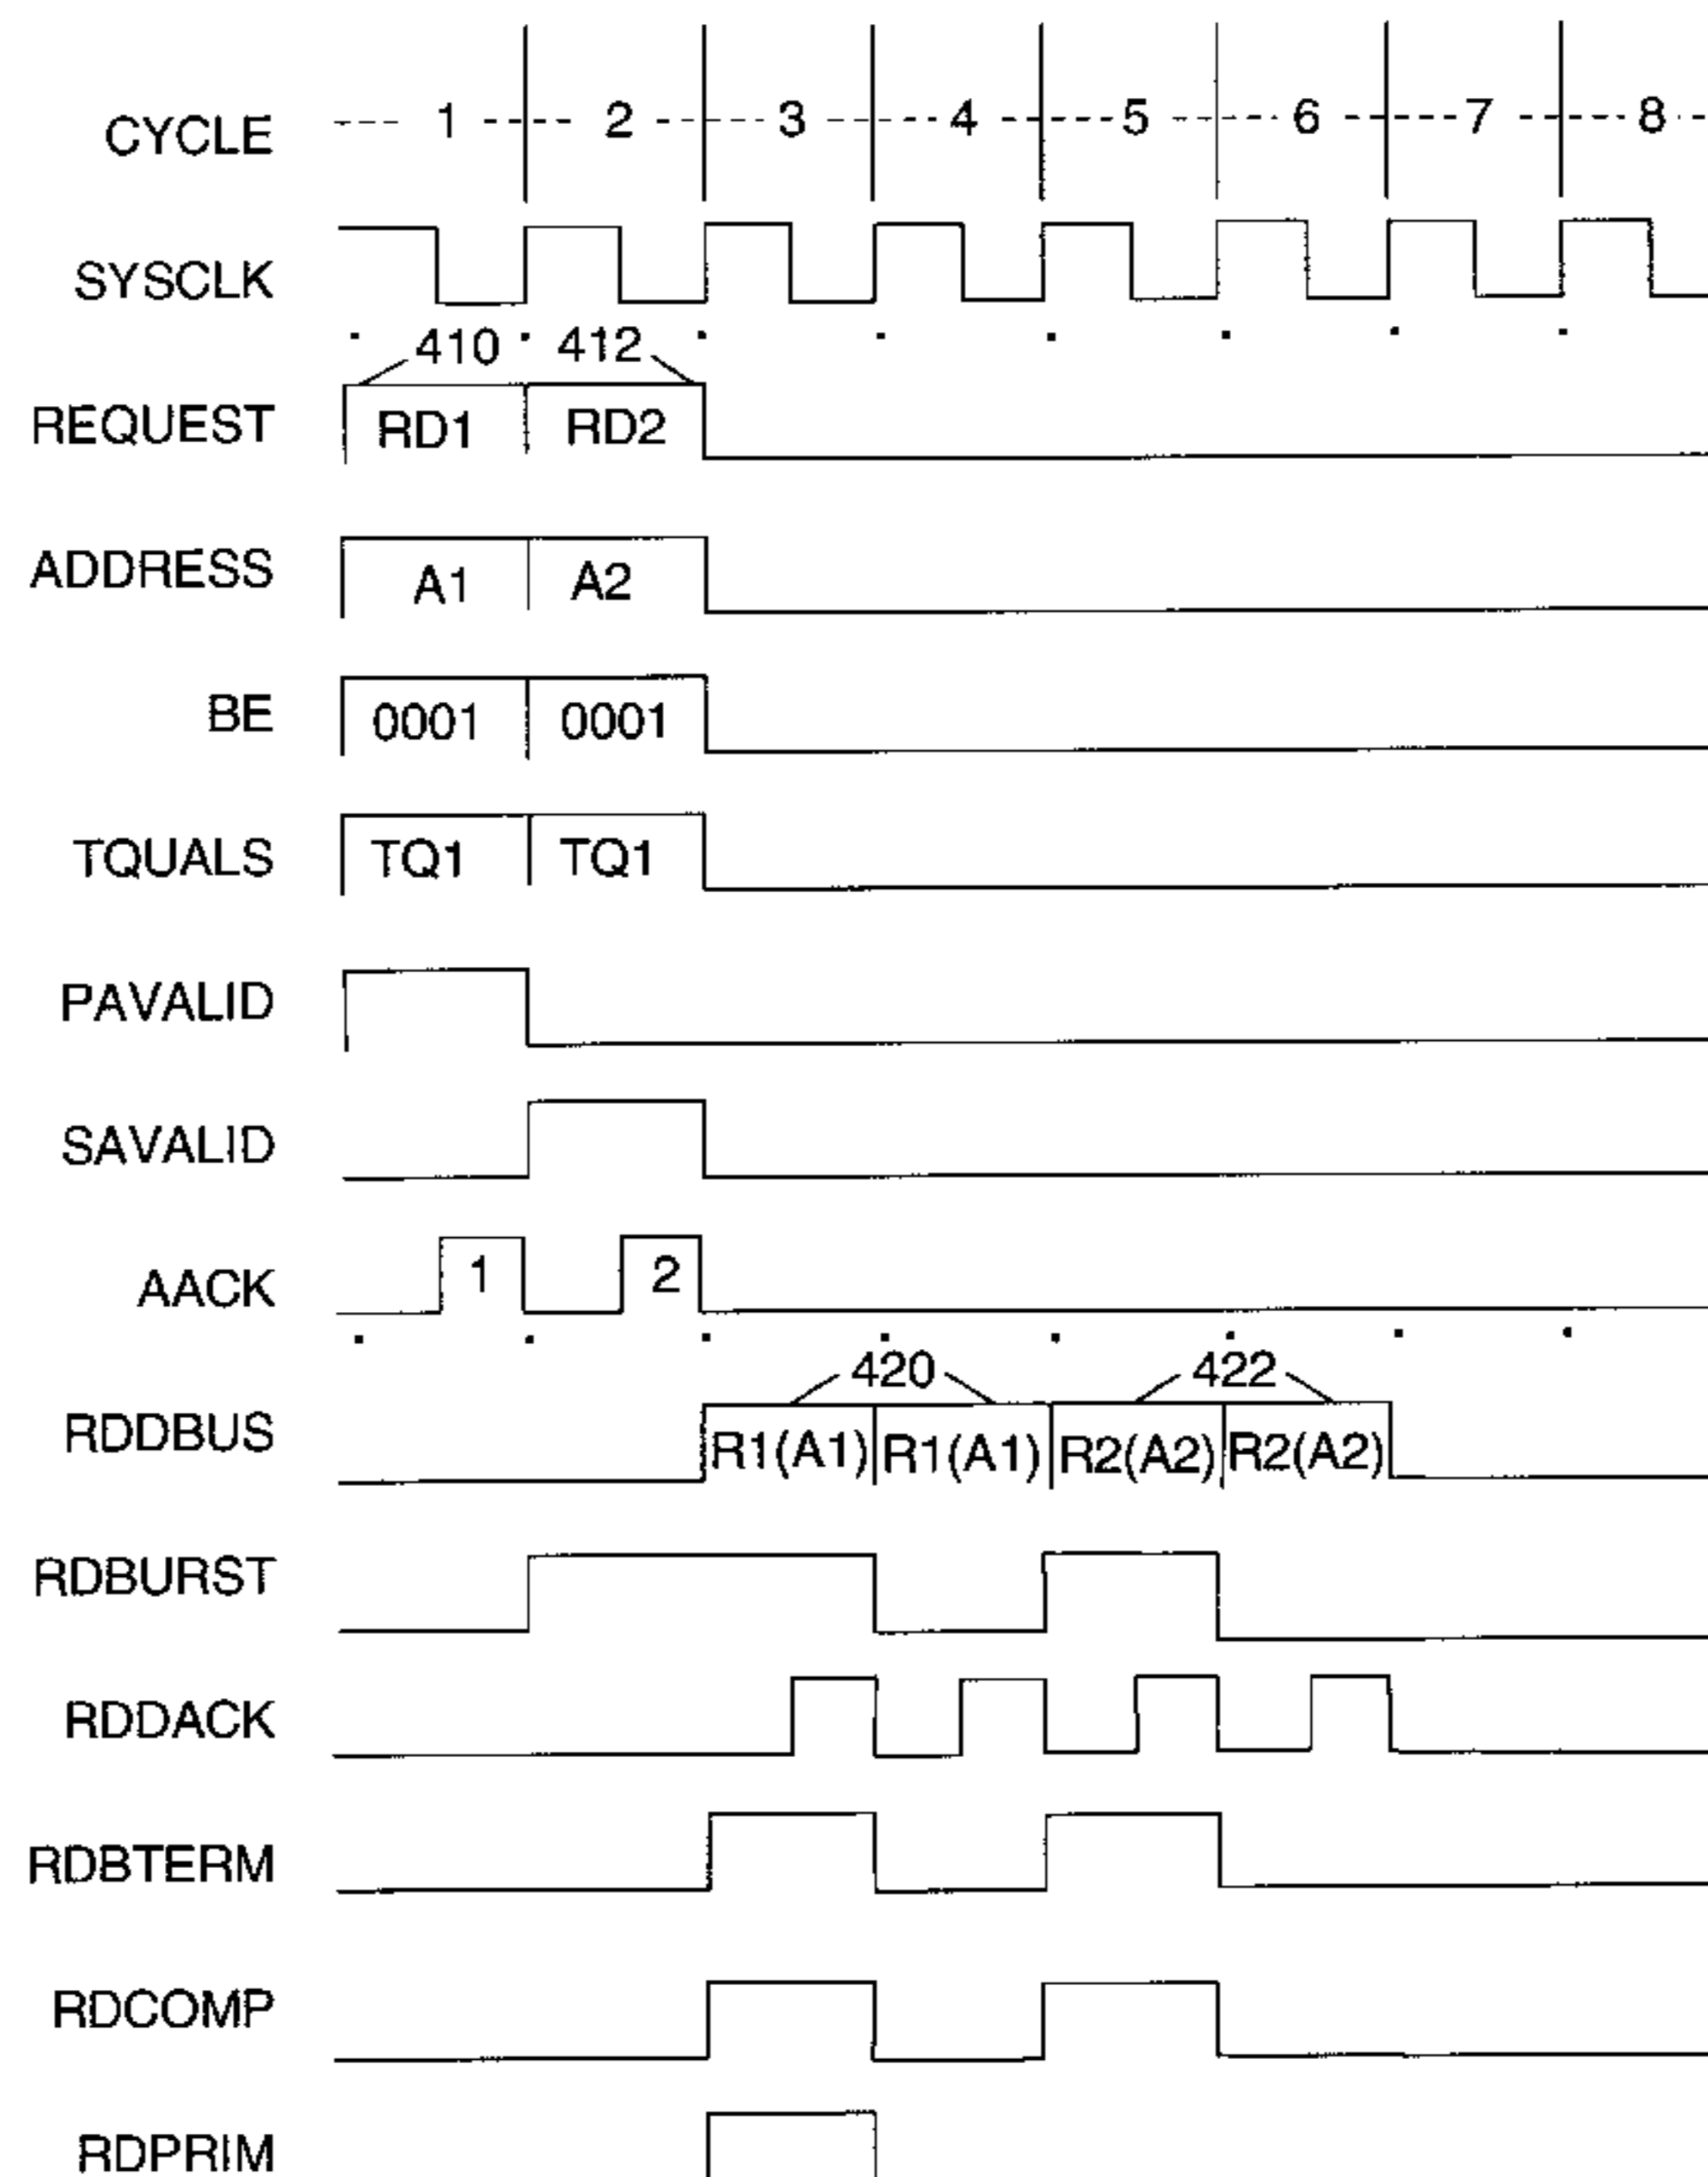 CYCLE 1 2 3 4 5 6 7 8
SYSCLK
410 412
REQUEST RD1 RD2
ADDRESS A1 A2
BE 0001 0001
TQUALS TQ1 TQ1
PAVALID
SAVALID
AACK 1 2
420 422
RDDBUS R1(A1) R1(A1) R2(A2) R2(A2)
RDBURST
RDDACK
RDBTERM
RDCOMP
RDPRIM